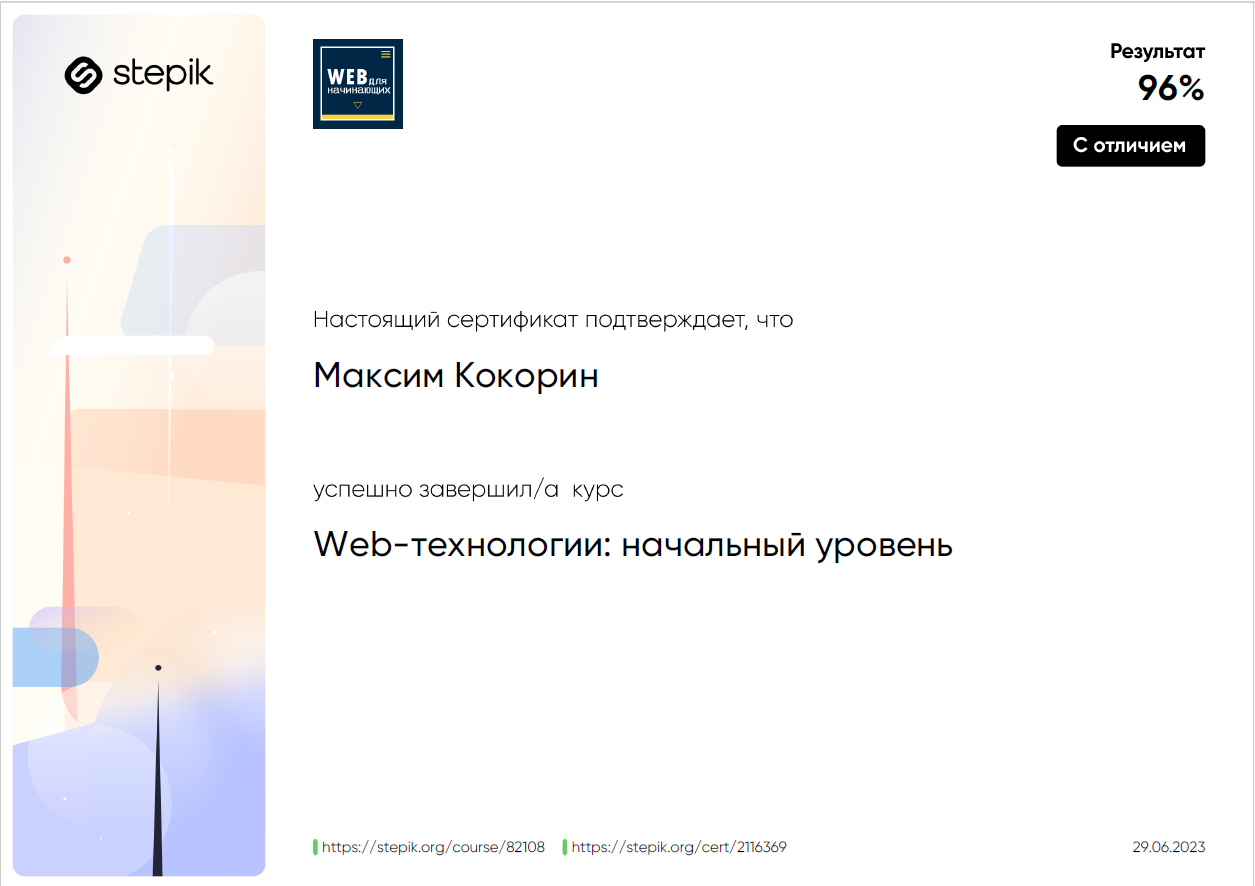 stepik
WEB для
начинающих
Результат
96%
С отличием
Настоящий сертификат подтверждает, что
Максим Кокорин
успешно завершил/а курс
Web-технологии: начальный уровень
https://stepik.org/course/82108
https://stepik.org/cert/2116369
29.06.2023